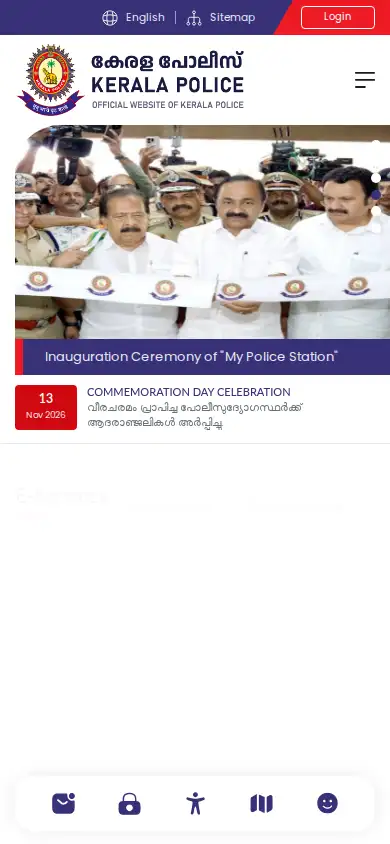 English
Sitemap
Login
കേരള പോലീസ്
KERALA POLICE
OFFICIAL WEBSITE OF KERALA POLICE
Inauguration Ceremony of "My Police Station"
13
Nov 2026
COMMEMORATION DAY CELEBRATION
വീരചരമം പ്രാപിച്ച പോലീസുദ്യോഗസ്ഥർക്ക്
ആദരാഞ്ജലികൾ അർപ്പിച്ചു